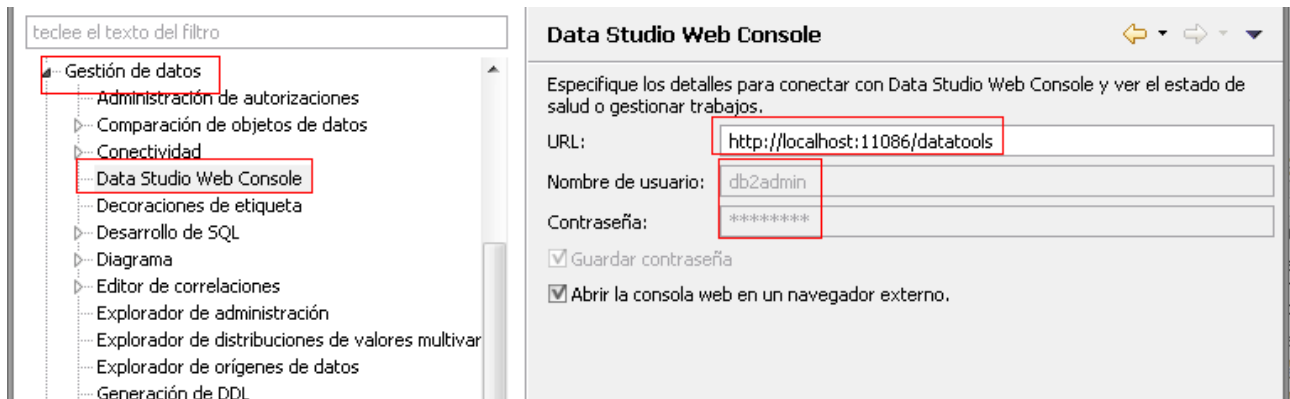 teclee el texto del filtro
Gestión de datos
Administración de autorizaciones
Comparación de objetos de datos
Conectividad
Data Studio Web Console
Decoraciones de etiqueta
Desarrollo de SQL
Diagrama
Editor de correlaciones
Explorador de administración
Explorador de distribuciones de valores multivar
Explorador de orígenes de datos
Generación de DDL
Data Studio Web Console
Especifique los detalles para conectar con Data Studio Web Console y ver el estado de
salud o gestionar trabajos.
URL: http://localhost:11086/datatools
Nombre de usuario: db2admin
Contraseña: ********
Guardar contraseña
Abrir la consola web en un navegador externo.